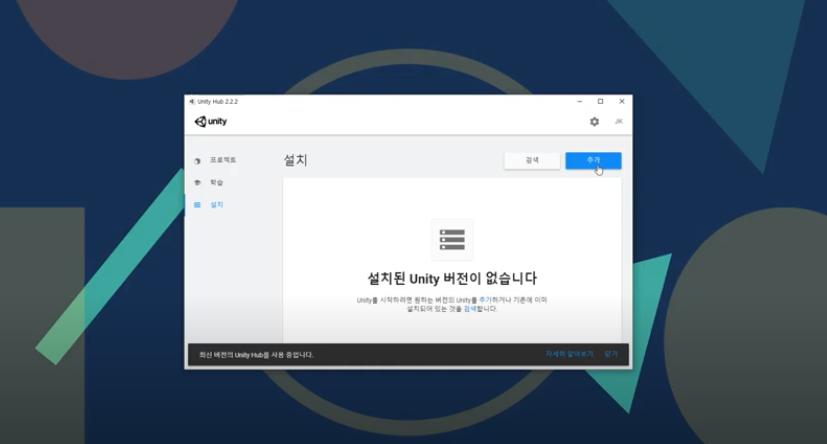 Unity Hub 2.2.2
unity
JK
프로젝트
학습
설치
설치
검색
추가
설치된 Unity 버전이 없습니다
Unity를 시작하려면 원하는 버전의 Unity를 추가하거나 기존에 이미
설치되어 있는 것을 검색합니다.
최신 버전의 Unity Hub를 사용 중입니다.
자세히 알아보기
닫기